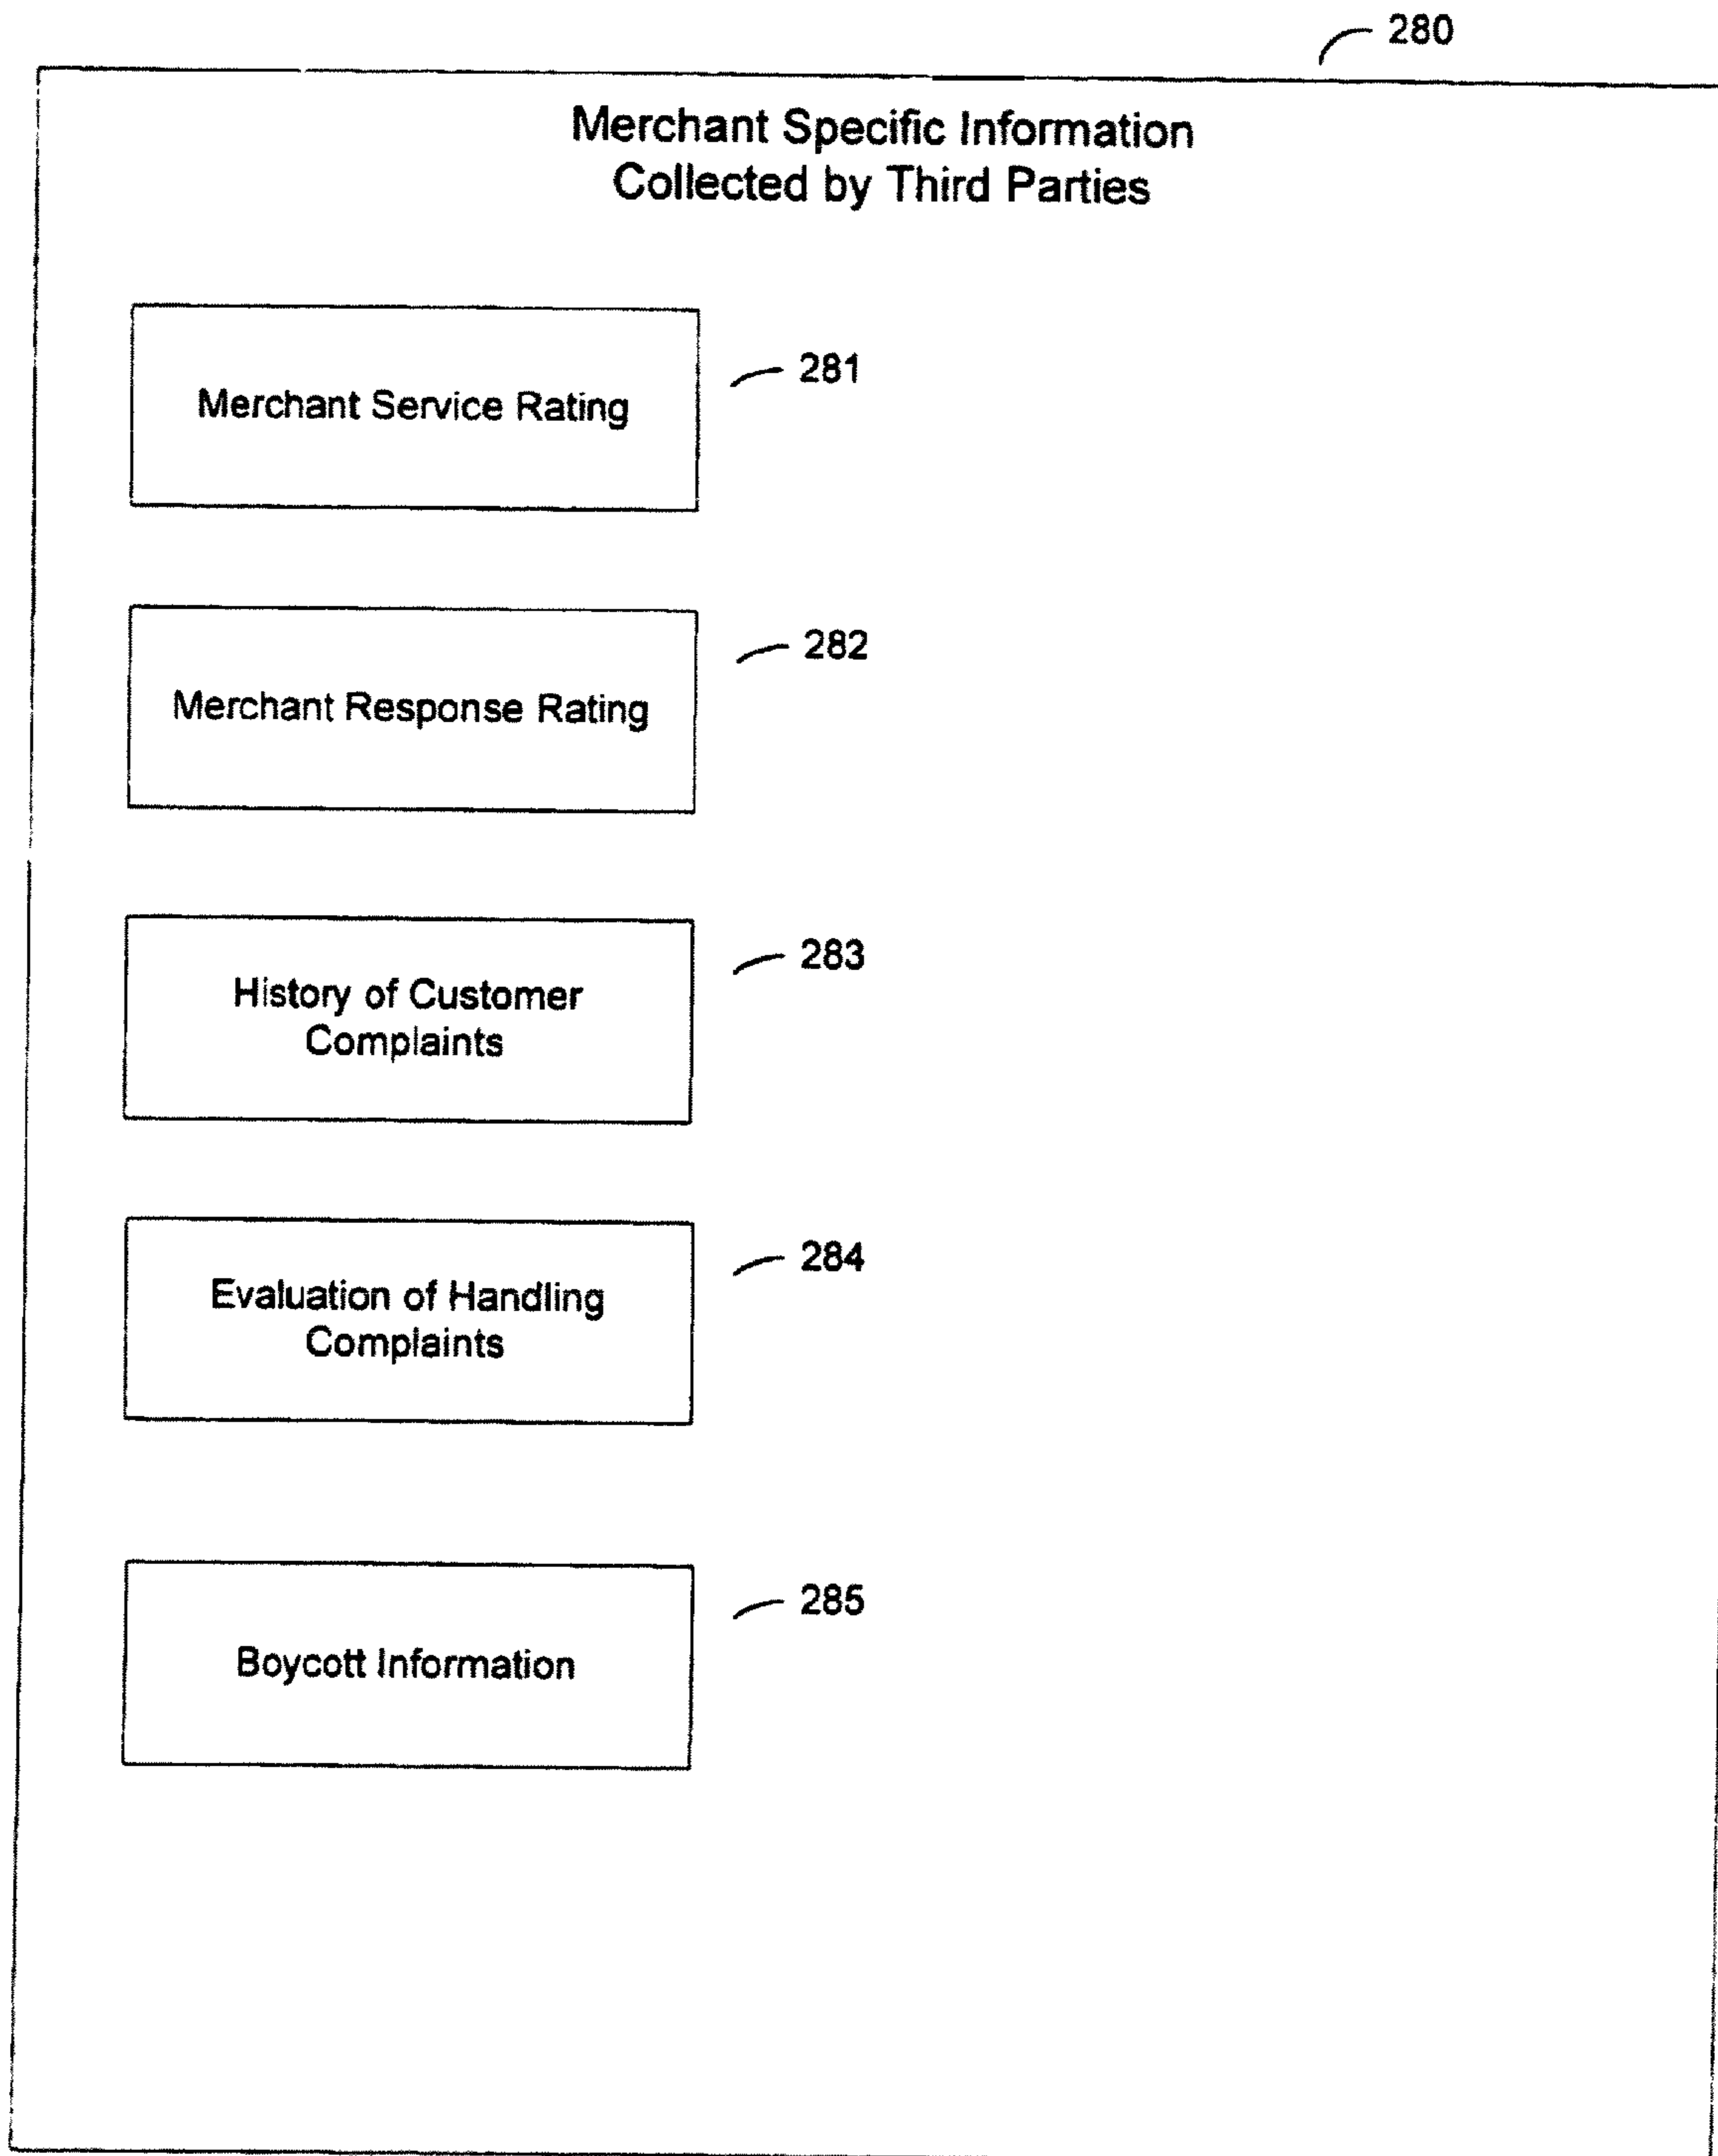 280
Merchant Specific Information
Collected by Third Parties
Merchant Service Rating
281
Merchant Response Rating
282
History of Customer
Complaints
283
Evaluation of Handling
Complaints
284
Boycott Information
285